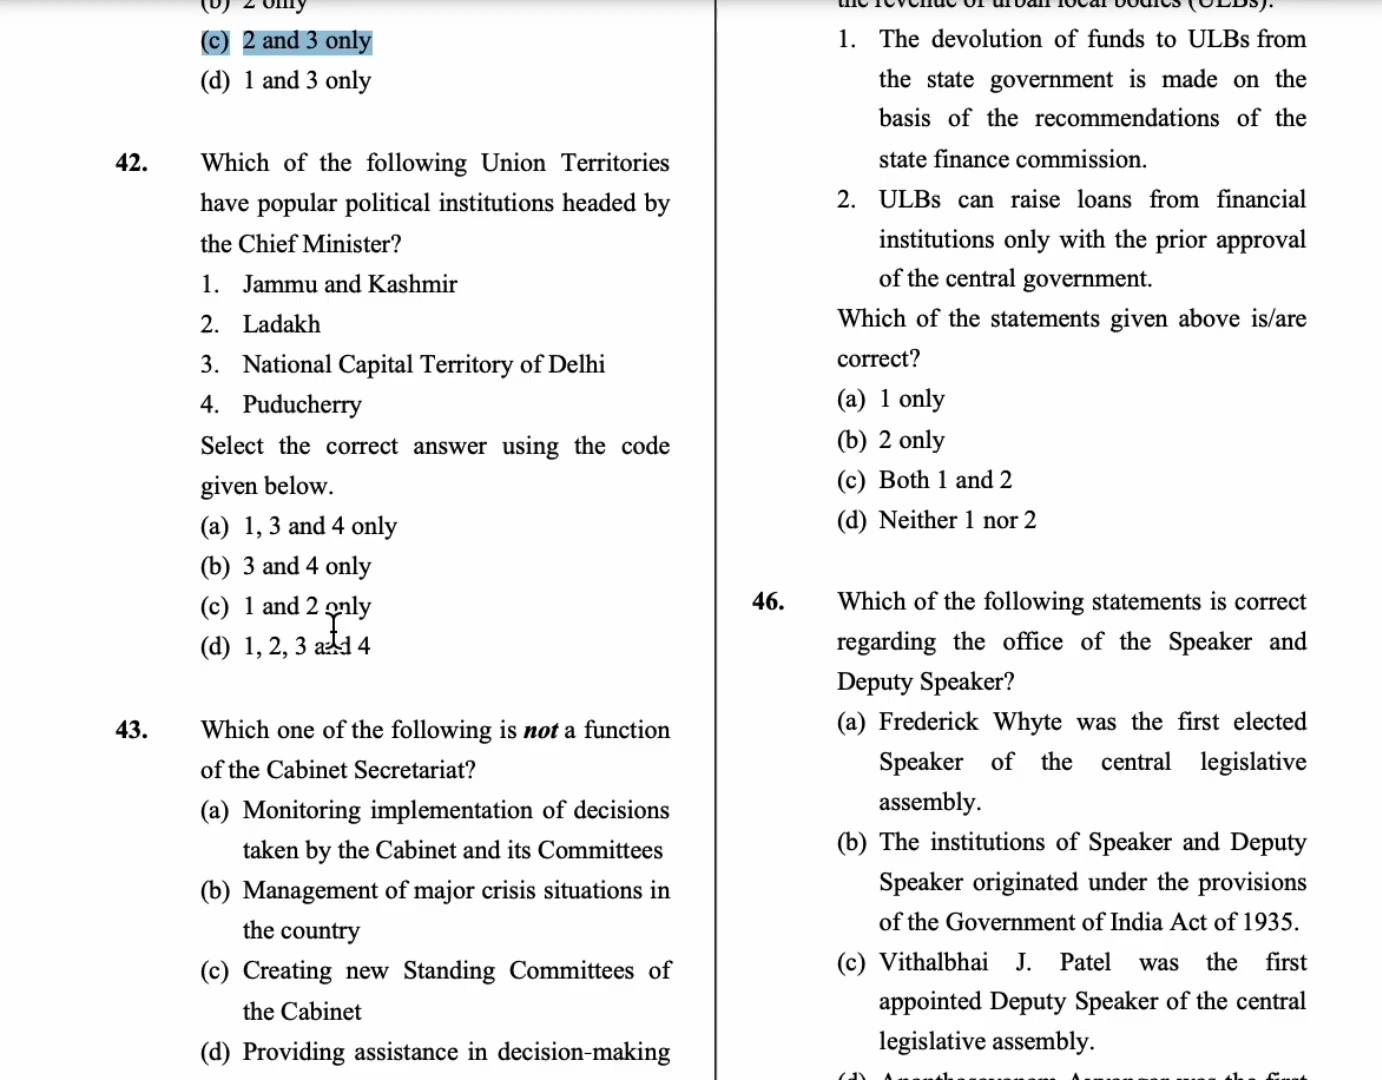 (b) 2 only
(c) 2 and 3 only
(d) 1 and 3 only
42. Which of the following Union Territories
have popular political institutions headed by
the Chief Minister?
1. Jammu and Kashmir
2. Ladakh
3. National Capital Territory of Delhi
4. Puducherry
Select the correct answer using the code
given below.
(a) 1, 3 and 4 only
(b) 3 and 4 only
(c) 1 and 2 only
(d) 1, 2, 3 and 4
43. Which one of the following is not a function
of the Cabinet Secretariat?
(a) Monitoring implementation of decisions
taken by the Cabinet and its Committees
(b) Management of major crisis situations in
the country
(c) Creating new Standing Committees of
the Cabinet
(d) Providing assistance in decision-making
the revenue of urban local bodies (ULBs):
1. The devolution of funds to ULBs from
the state government is made on the
basis of the recommendations of the
state finance commission.
2. ULBs can raise loans from financial
institutions only with the prior approval
of the central government.
Which of the statements given above is/are
correct?
(a) 1 only
(b) 2 only
(c) Both 1 and 2
(d) Neither 1 nor 2
46. Which of the following statements is correct
regarding the office of the Speaker and
Deputy Speaker?
(a) Frederick Whyte was the first elected
Speaker of the central legislative
assembly.
(b) The institutions of Speaker and Deputy
Speaker originated under the provisions
of the Government of India Act of 1935.
(c) Vithalbhai J. Patel was the first
appointed Deputy Speaker of the central
legislative assembly.
(d) was the first